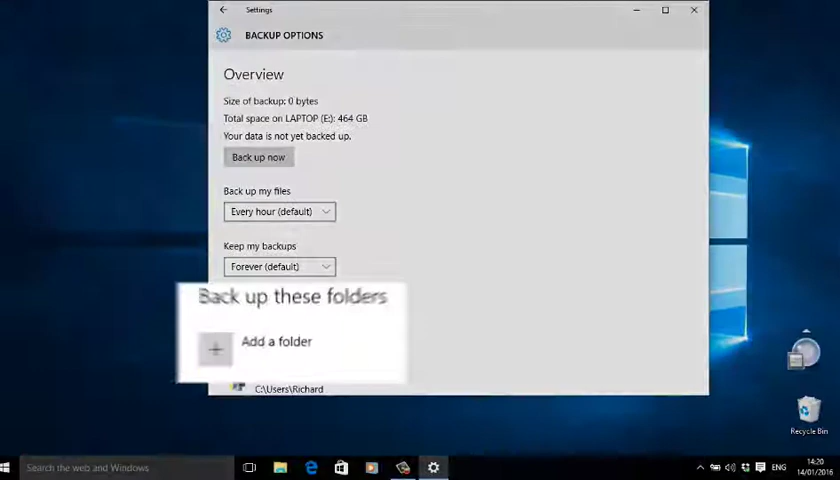 Settings
BACKUP OPTIONS
Overview
Size of backup: 0 bytes
Total space on LAPTOP (E:): 464 GB
Your data is not yet backed up.
Back up now
Back up my files
Every hour (default)
Keep my backups
Forever (default)
Back up these folders
Add a folder
C:\Users\Richard
Recycle Bin
Search the web and Windows
ENG
14:20
14/01/2016